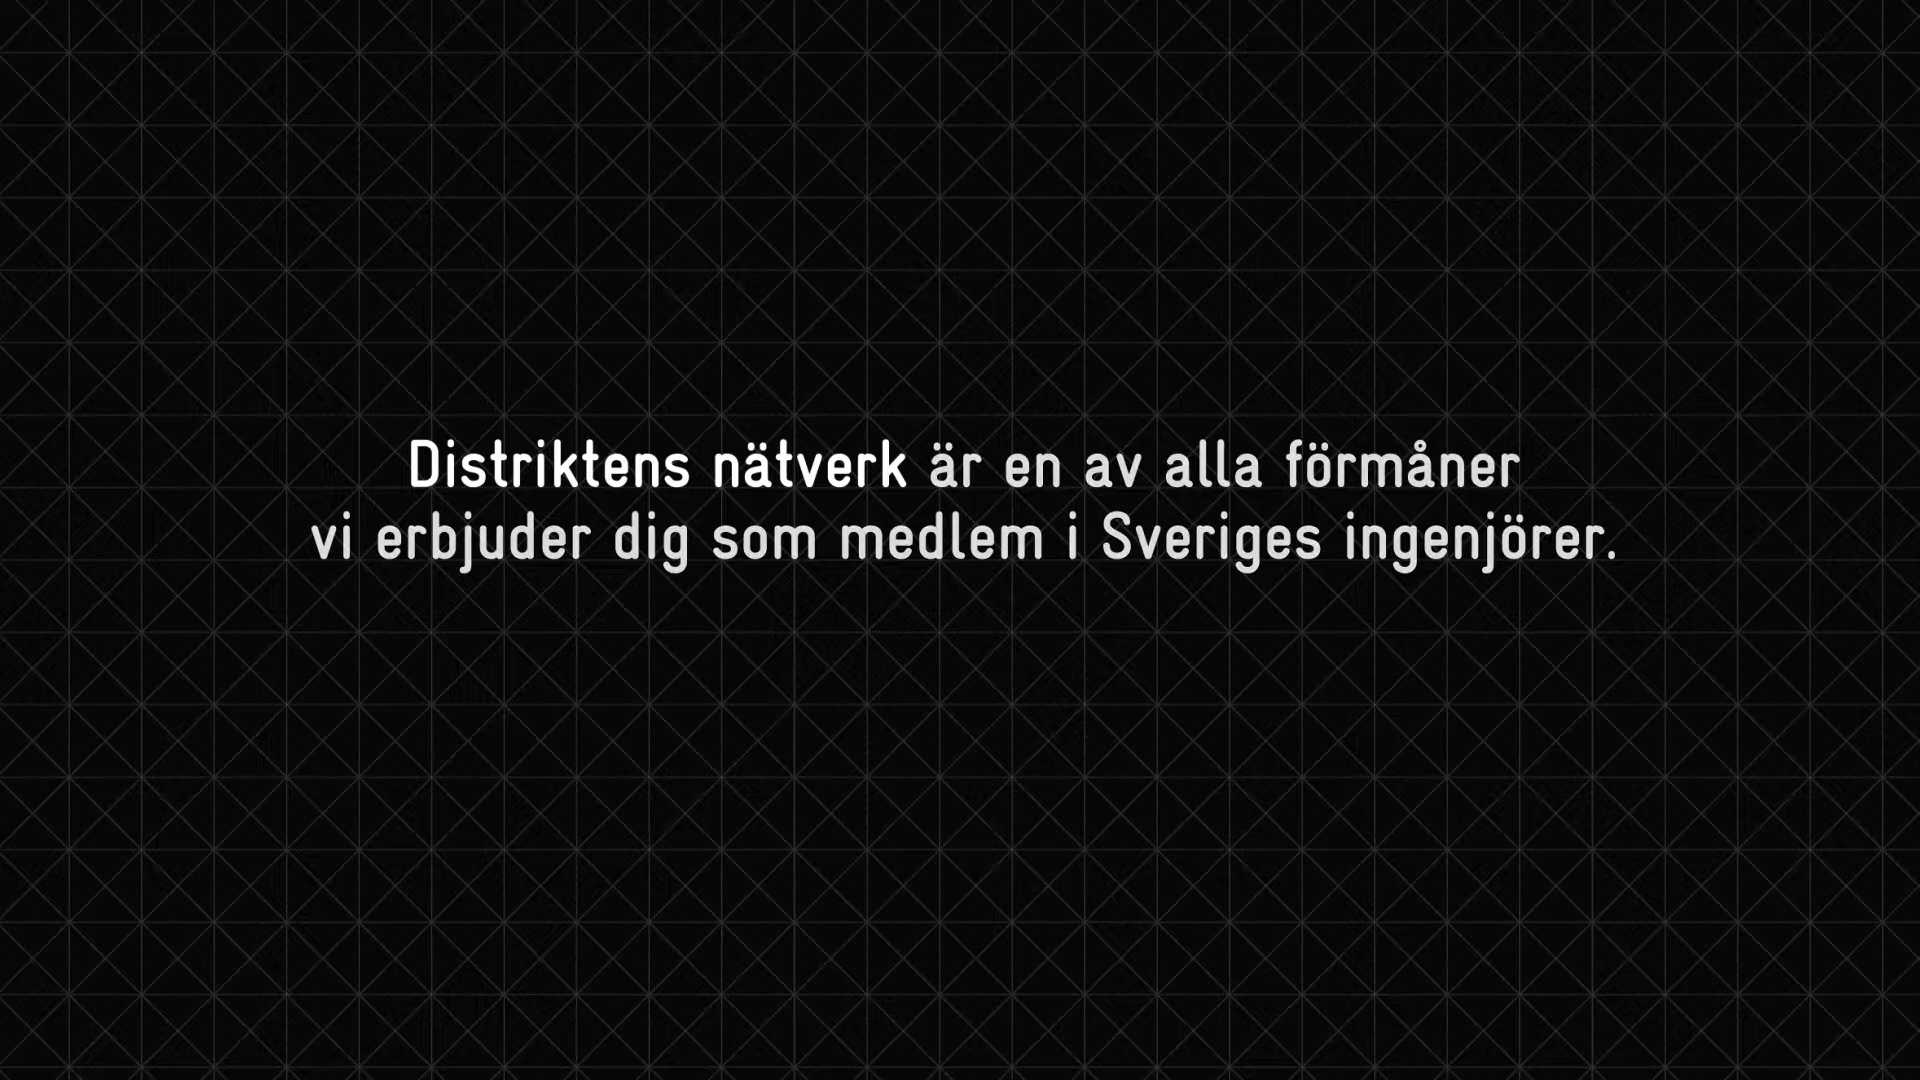 Distriktens nätverk är en av alla förmåner
vi erbjuder dig som medlem i Sveriges ingenjörer.